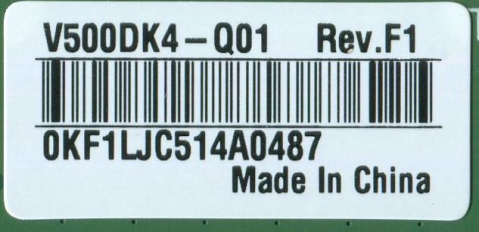 V500DK4-Q01 Rev.F1
0KF1LJC514A0487
Made In China